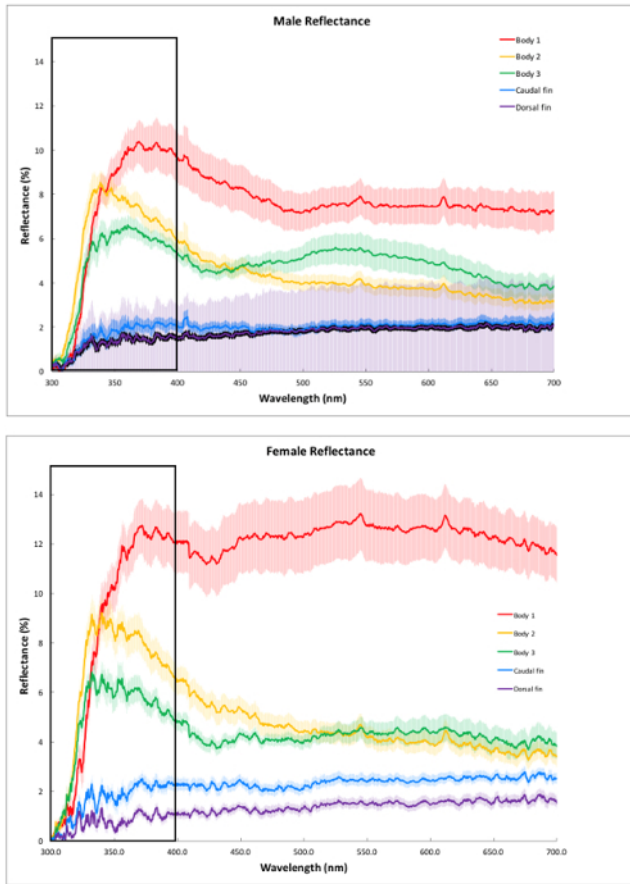 Male Reflectance
Body 1
Body 2
Body 3
Caudal fin
Dorsal fin
Reflectance (%)
14
12
10
8
6
4
2
0
300 350 400 450 500 550 600 650 700
Wavelength (nm)
Female Reflectance
Reflectance (%)
14
12
10
8
6
4
2
0
Body 1
Body 2
Body 3
Caudal fin
Dorsal fin
300.0 350.0 400.0 450.0 500.0 550.0 600.0 650.0 700.0
Wavelength (nm)